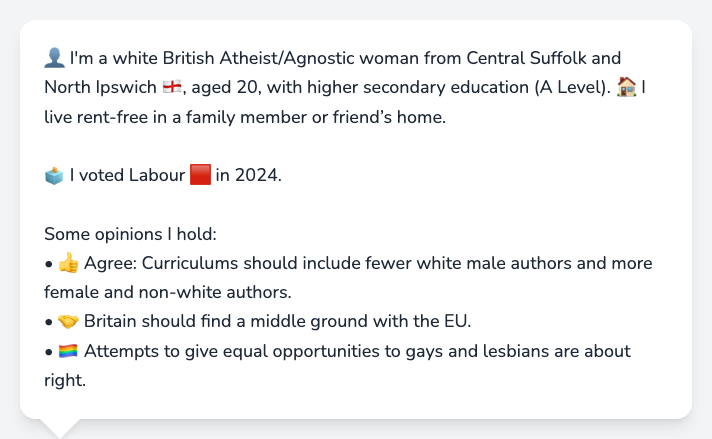 👤 I'm a white British Atheist/Agnostic woman from Central Suffolk and
North Ipswich 🏴󠁧󠁢󠁥󠁮󠁧󠁿, aged 20, with higher secondary education (A Level). 🏠 I
live rent-free in a family member or friend’s home.
🗳️ I voted Labour 🟥 in 2024.
Some opinions I hold:
• 👍 Agree: Curriculums should include fewer white male authors and more
female and non-white authors.
• 🤝 Britain should find a middle ground with the EU.
• 🏳️‍🌈 Attempts to give equal opportunities to gays and lesbians are about
right.